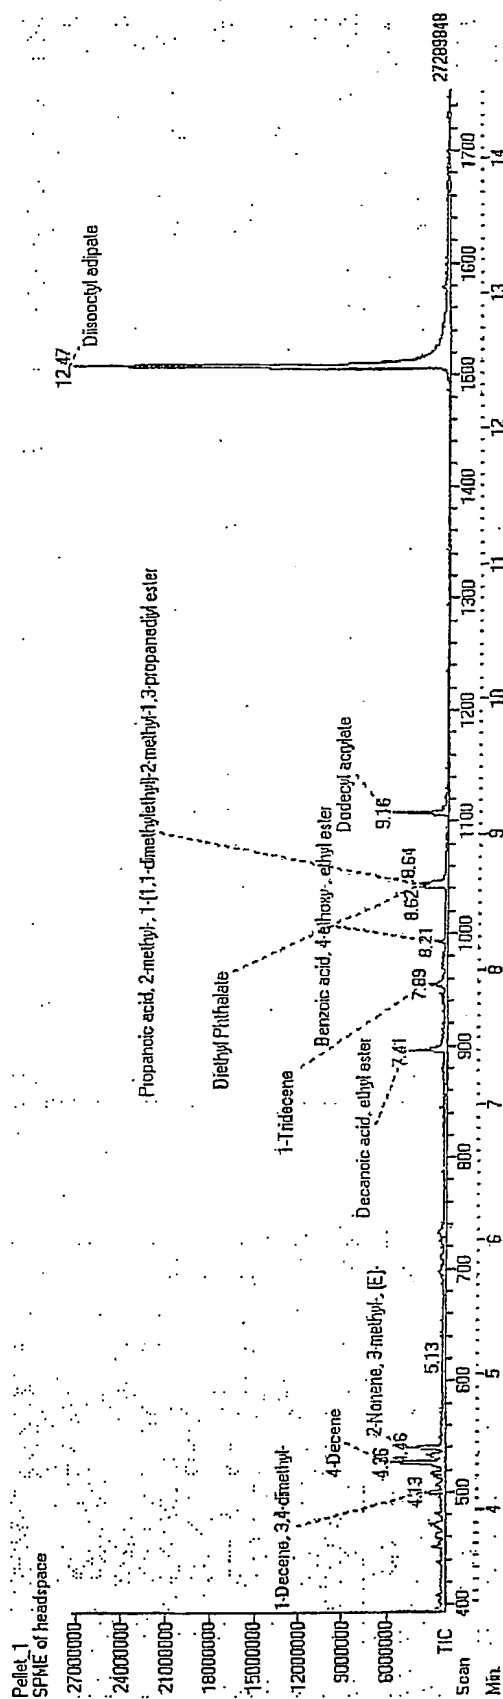 Pellet_1
SPME of headspace
27000000
24000000
21000000
18000000
15000000
12000000
9000000
6000000
TIC
12.47
Diisooctyl adipate
Propanoic acid, 2-methyl-, 1-(1,1-dimethylethyl)-2-methyl-1,3-propanediyl ester
Diethyl Phthalate
Benzoic acid, 4-ethoxy-, ethyl ester
Dodecyl acrylate
1-Tridecene
Decanoic acid, ethyl ester
4-Decene
2-Nonene, 3-methyl-, (E)-
1-Decene, 3,4-dimethyl-
4.13
4.36
4.46
5.13
7.41
7.89
8.21
8.62
8.64
9.16
27289848
Scan 400 500 600 700 800 900 1000 1100 1200 1300 1400 1500 1600 1700
Min. 4 5 6 7 8 9 10 11 12 13 14